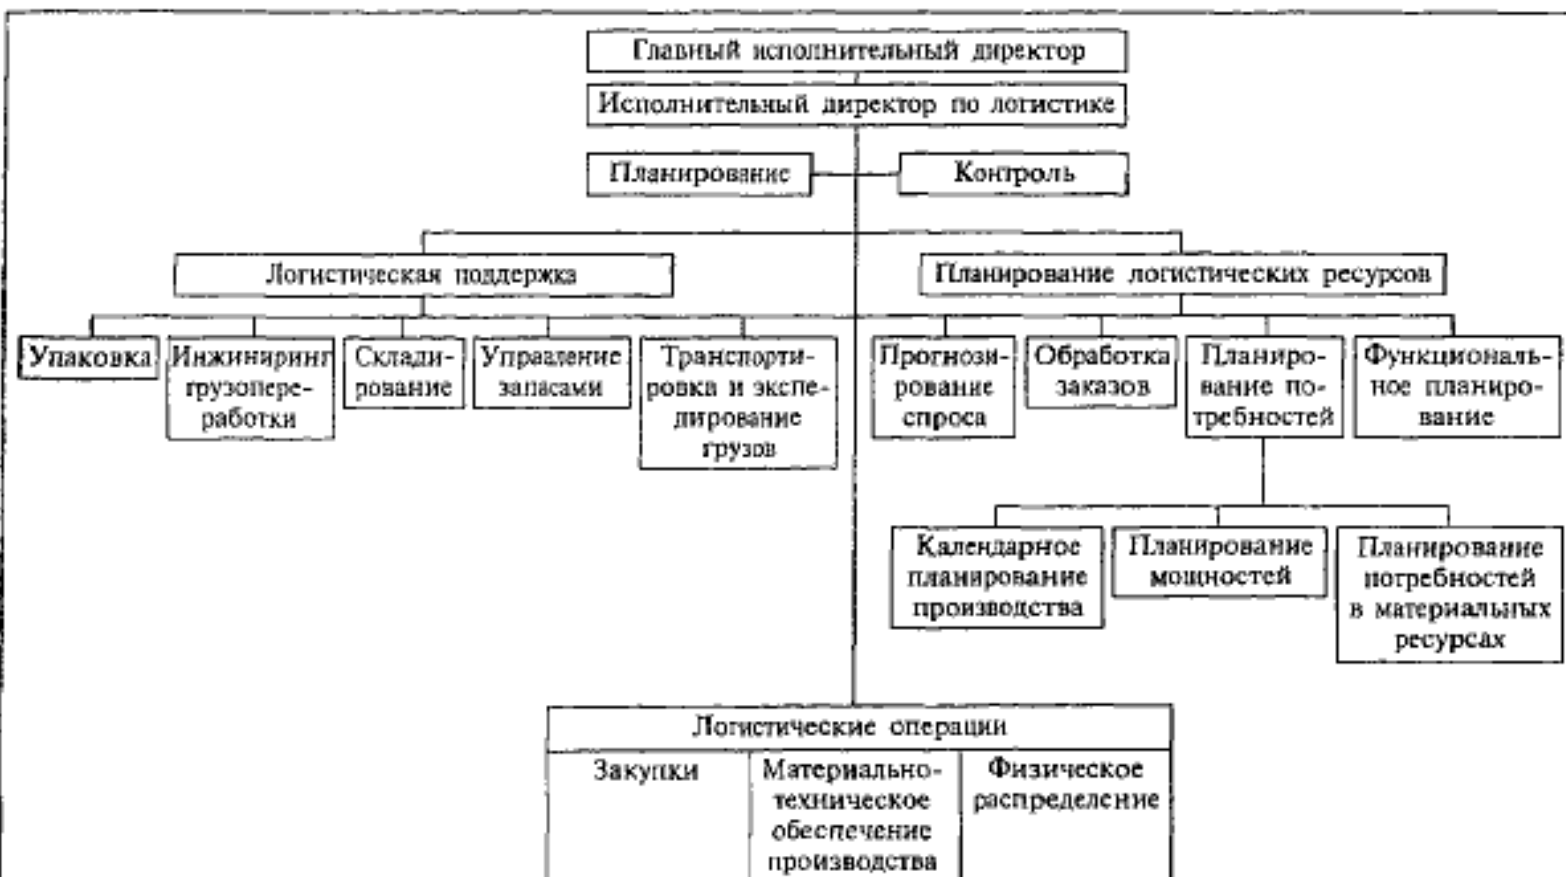 Главный исполнительный директор
Исполнительный директор по логистике
Планирование
Контроль
Логистическая поддержка
Планирование логистических ресурсов
Упаковка
Инжиниринг
грузопере-
работки
Склади-
рование
Управление
запасами
Транспорти-
ровка и экспе-
дирование
грузов
Прогнози-
рование
спроса
Обработка
заказов
Планиро-
вание по-
требностей
Функциональ-
ное планиро-
вание
Календарное
планирование
производства
Планирование
мощностей
Планирование
потребностей
в материальных
ресурсах
Логистические операции
Закупки
Материально-
техническое
обеспечение
производства
Физическое
распределение